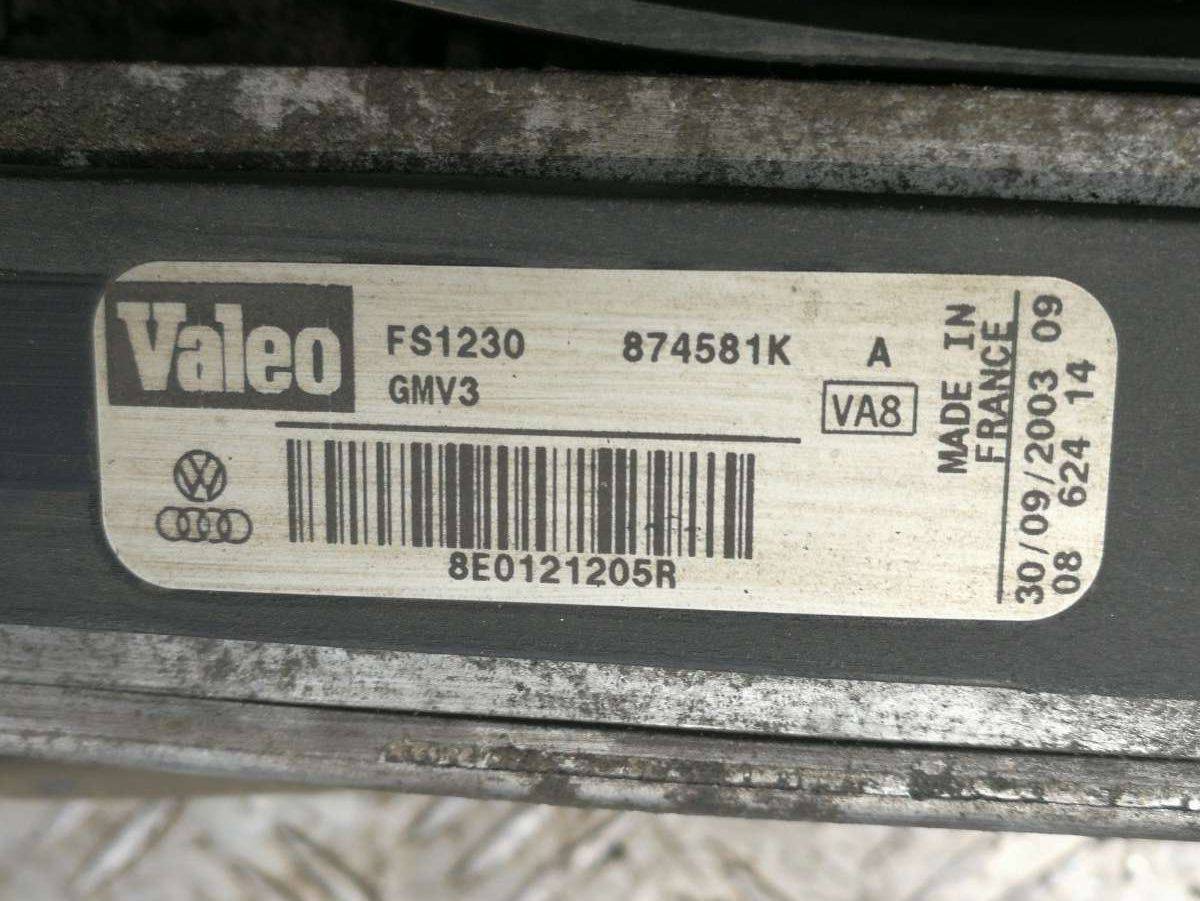 Valeo
FS1230 874581K A
GMV3 VA8
8E0121205R
MADE IN
FRANCE
30/09/2003 09
08 624 14